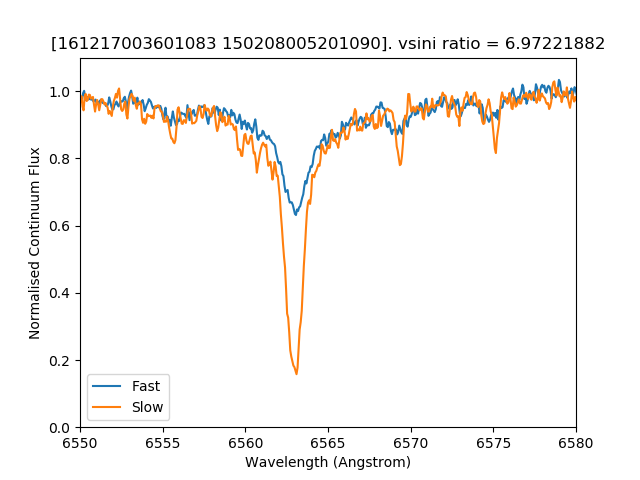 [161217003601083 150208005201090]. vsini ratio = 6.97221882
Normalised Continuum Flux
1.0
0.8
0.6
0.4
0.2
0.0
Fast
Slow
6550
6555
6560
6565
6570
6575
6580
Wavelength (Angstrom)